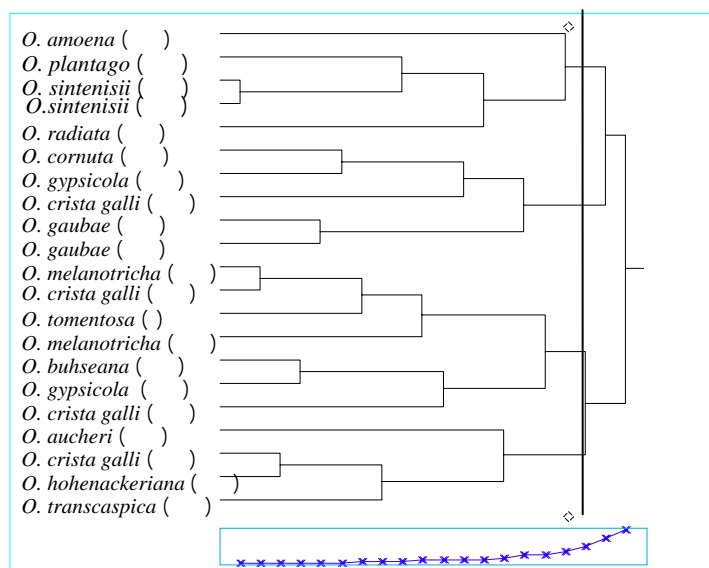 O. amoena (    )
O. plantago (    )
O. sintenisii (    )
O.sintenisii (    )
O. radiata (    )
O. cornuta (    )
O. gypsicola (    )
O. crista galli (    )
O. gaubae (    )
O. gaubae (    )
O. melanotricha (    )
O. crista galli (    )
O. tomentosa ( )
O. melanotricha (    )
O. buhseana (    )
O. gypsicola (    )
O. crista galli (    )
O. aucheri (    )
O. crista galli (    )
O. hohenackeriana (    )
O. transcaspica (    )